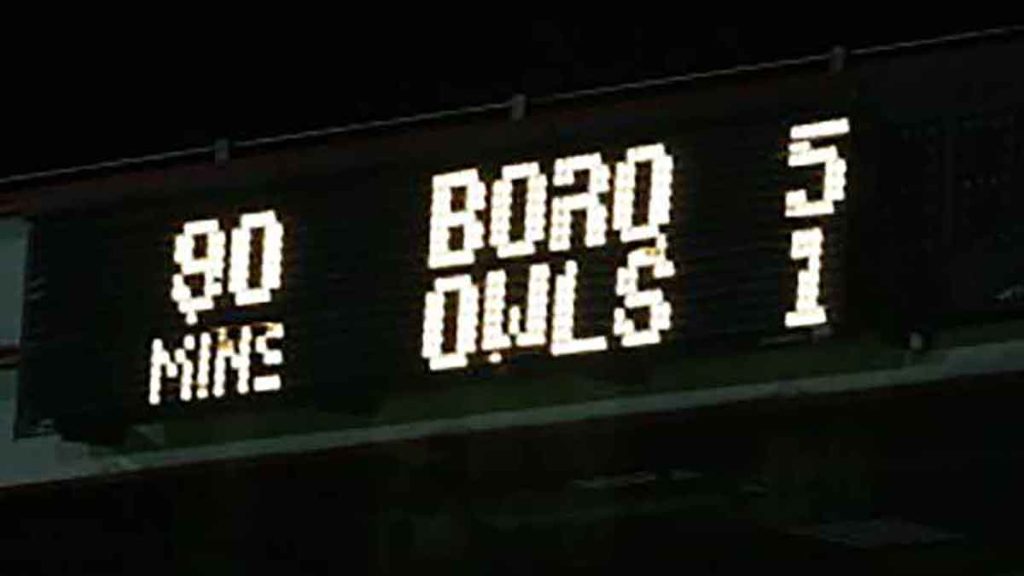 90 BORO 5
MINS OWLS 1